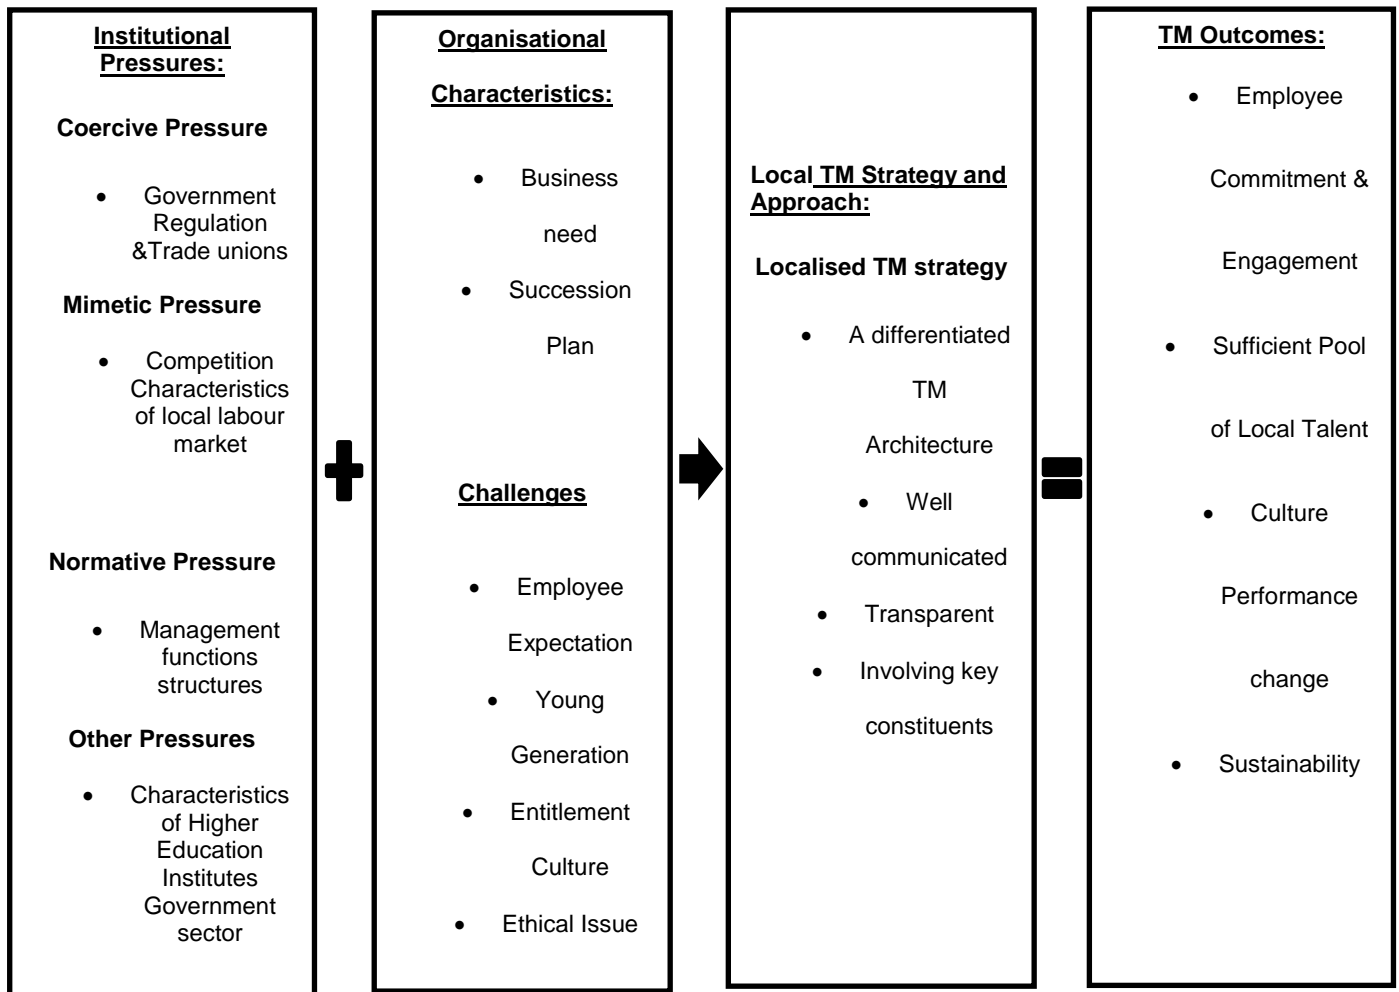 Institutional
Pressures:
Coercive Pressure
• Government
Regulation
&Trade unions
Mimetic Pressure
• Competition
Characteristics
of local labour
market
Normative Pressure
• Management
functions
structures
Other Pressures
• Characteristics
of Higher
Education
Institutes
Government
sector
Organisational
Characteristics:
• Business
need
• Succession
Plan
Challenges
• Employee
Expectation
• Young
Generation
• Entitlement
Culture
• Ethical Issue
Local TM Strategy and
Approach:
Localised TM strategy
• A differentiated
TM
Architecture
• Well
communicated
• Transparent
• Involving key
constituents
TM Outcomes:
• Employee
Commitment &
Engagement
• Sufficient Pool
of Local Talent
• Culture
Performance
change
• Sustainability